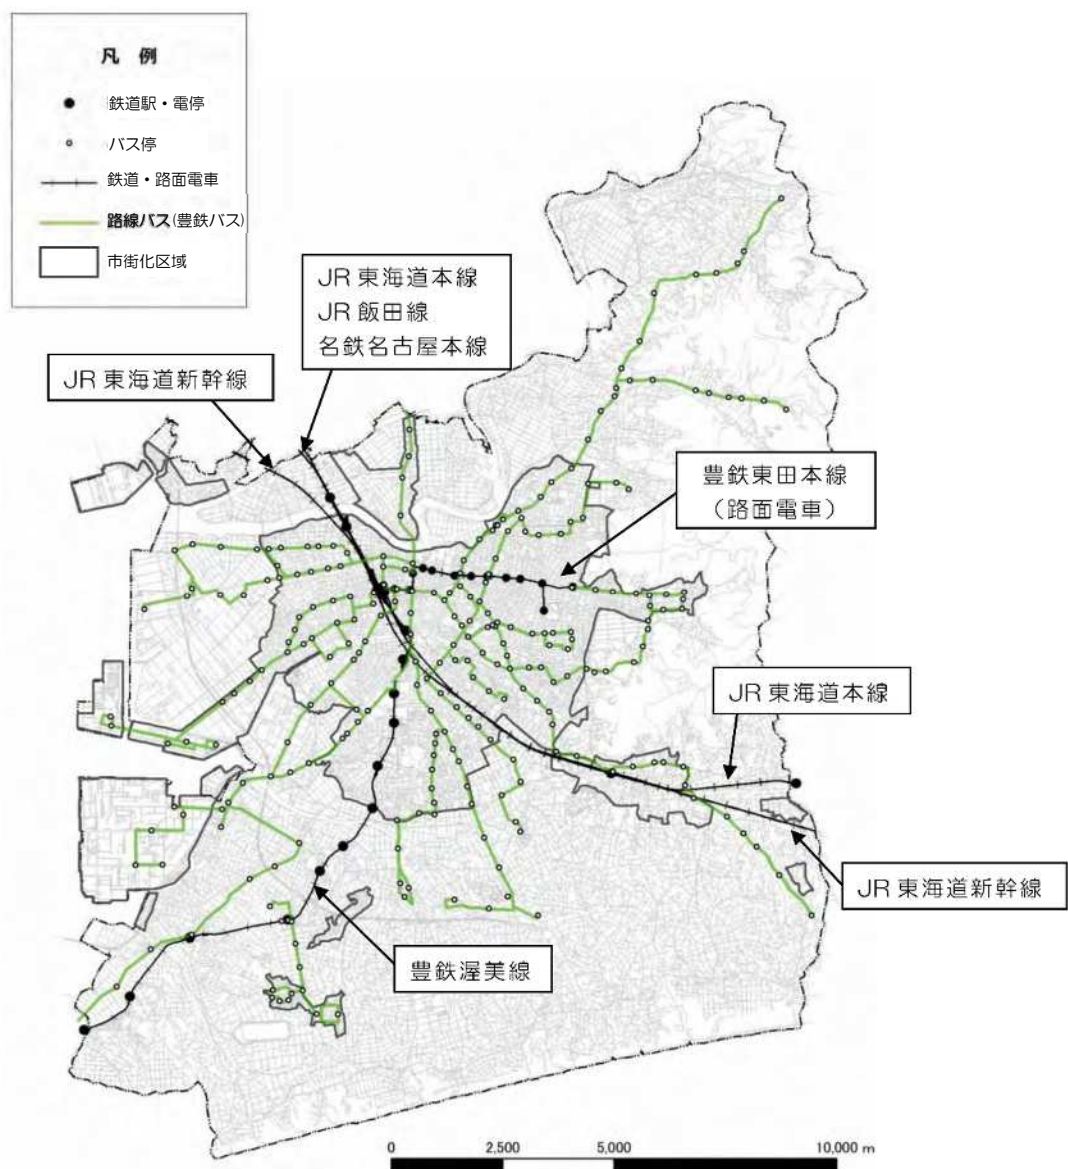 凡 例
鉄道駅・電停
バス停
鉄道・路面電車
路線バス(豊鉄バス)
市街化区域
JR 東海道本線
JR 飯田線
名鉄名古屋本線
JR 東海道新幹線
豊鉄東田本線
（路面電車）
JR 東海道本線
JR 東海道新幹線
豊鉄渥美線
0 2,500 5,000 10,000 m